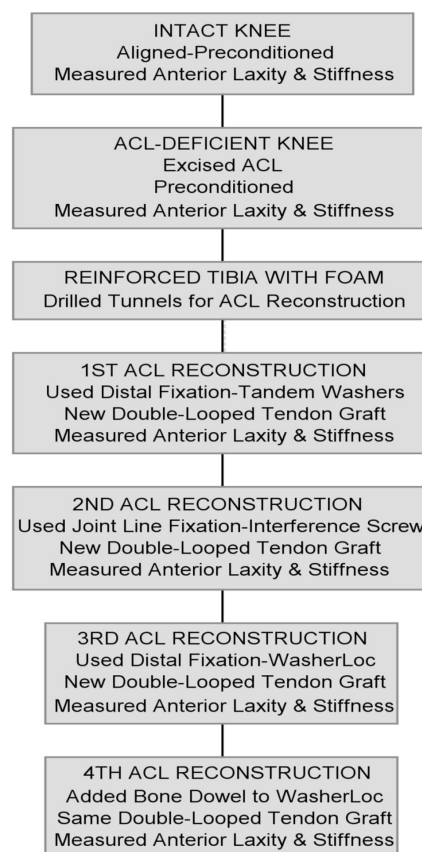 INTACT KNEE
Aligned-Preconditioned
Measured Anterior Laxity & Stiffness
ACL-DEFICIENT KNEE
Excised ACL
Preconditioned
Measured Anterior Laxity & Stiffness
REINFORCED TIBIA WITH FOAM
Drilled Tunnels for ACL Reconstruction
1ST ACL RECONSTRUCTION
Used Distal Fixation-Tandem Washers
New Double-Looped Tendon Graft
Measured Anterior Laxity & Stiffness
2ND ACL RECONSTRUCTION
Used Joint Line Fixation-Interference Screw
New Double-Looped Tendon Graft
Measured Anterior Laxity & Stiffness
3RD ACL RECONSTRUCTION
Used Distal Fixation-WasherLoc
New Double-Looped Tendon Graft
Measured Anterior Laxity & Stiffness
4TH ACL RECONSTRUCTION
Added Bone Dowel to WasherLoc
Same Double-Looped Tendon Graft
Measured Anterior Laxity & Stiffness